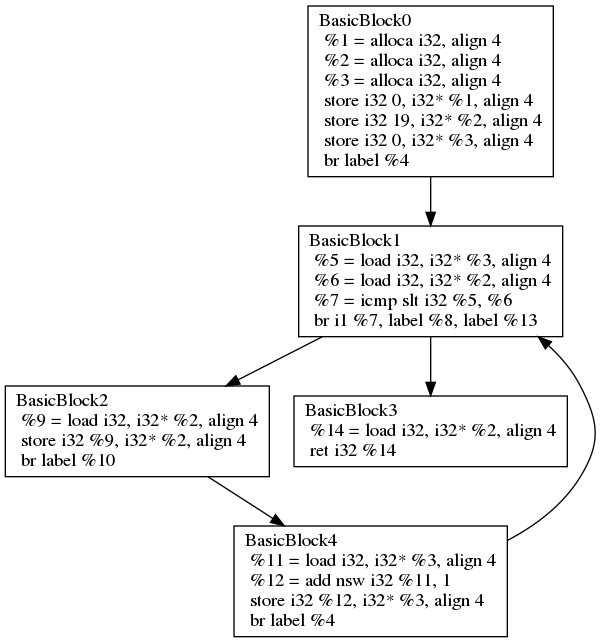 BasicBlock0
%1 = alloca i32, align 4
%2 = alloca i32, align 4
%3 = alloca i32, align 4
store i32 0, i32* %1, align 4
store i32 19, i32* %2, align 4
store i32 0, i32* %3, align 4
br label %4
BasicBlock1
%5 = load i32, i32* %3, align 4
%6 = load i32, i32* %2, align 4
%7 = icmp slt i32 %5, %6
br i1 %7, label %8, label %13
BasicBlock2
%9 = load i32, i32* %2, align 4
store i32 %9, i32* %2, align 4
br label %10
BasicBlock3
%14 = load i32, i32* %2, align 4
ret i32 %14
BasicBlock4
%11 = load i32, i32* %3, align 4
%12 = add nsw i32 %11, 1
store i32 %12, i32* %3, align 4
br label %4